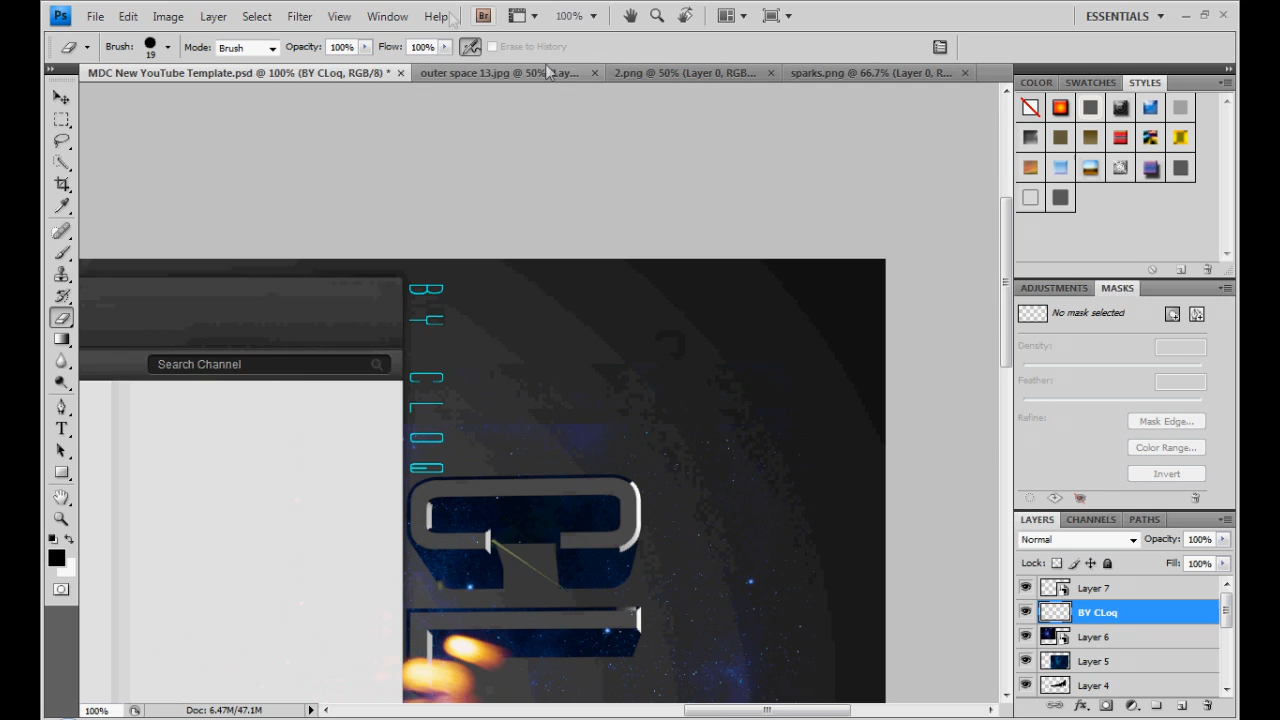 Ps File Edit Image Layer Select Filter View Window Help Br 100% ESSENTIALS
Brush: 19 Mode: Brush Opacity: 100% Flow: 100% Erase to History
MDC New YouTube Template.psd @ 100% (BY CLoq, RGB/8) * outer space 13.jpg @ 50% (Lay... 2.png @ 50% (Layer 0, RGB... sparks.png @ 66.7% (Layer 0, R...
COLOR SWATCHES STYLES
ADJUSTMENTS MASKS
No mask selected
Density:
Feather:
Refine:
Mask Edge...
Color Range...
Invert
Search Channel
BY CLOQ
LAYERS CHANNELS PATHS
Normal Opacity: 100%
Lock: Fill: 100%
Layer 7
BY CLoq
Layer 6
Layer 5
Layer 4
100% Doc: 6.47M/47.1M